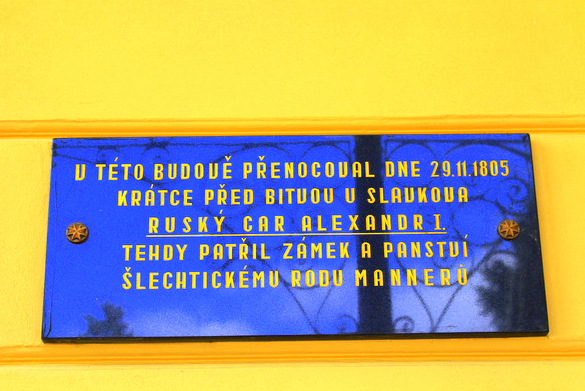 V TÉTO BUDOVĚ PŘENOCOVAL DNE 29.11.1805
KRÁTCE PŘED BITVOU U SLAVKOVA
RUSKÝ CAR ALEXANDR I.
TEHDY PATŘIL ZÁMEK A PANSTVÍ
ŠLECHTICKÉMU RODU MANNERŮ